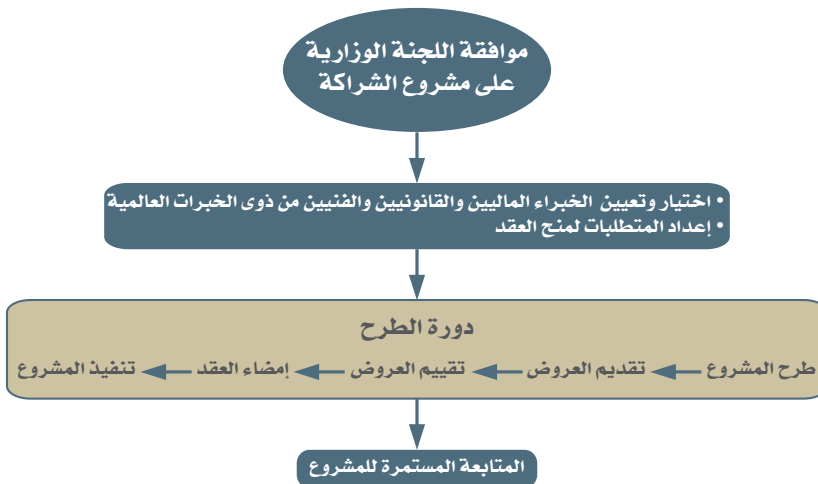 موافقة اللجنة الوزارية
على مشروع الشراكة
• اختيار وتعيين الخبراء الماليين والقانونيين والفنيين من ذوى الخبرات العالمية
• إعداد المتطلبات لمنح العقد
دورة الطرح
طرح المشروع تقديم العروض تقييم العروض إمضاء العقد تنفيذ المشروع
المتابعة المستمرة للمشروع